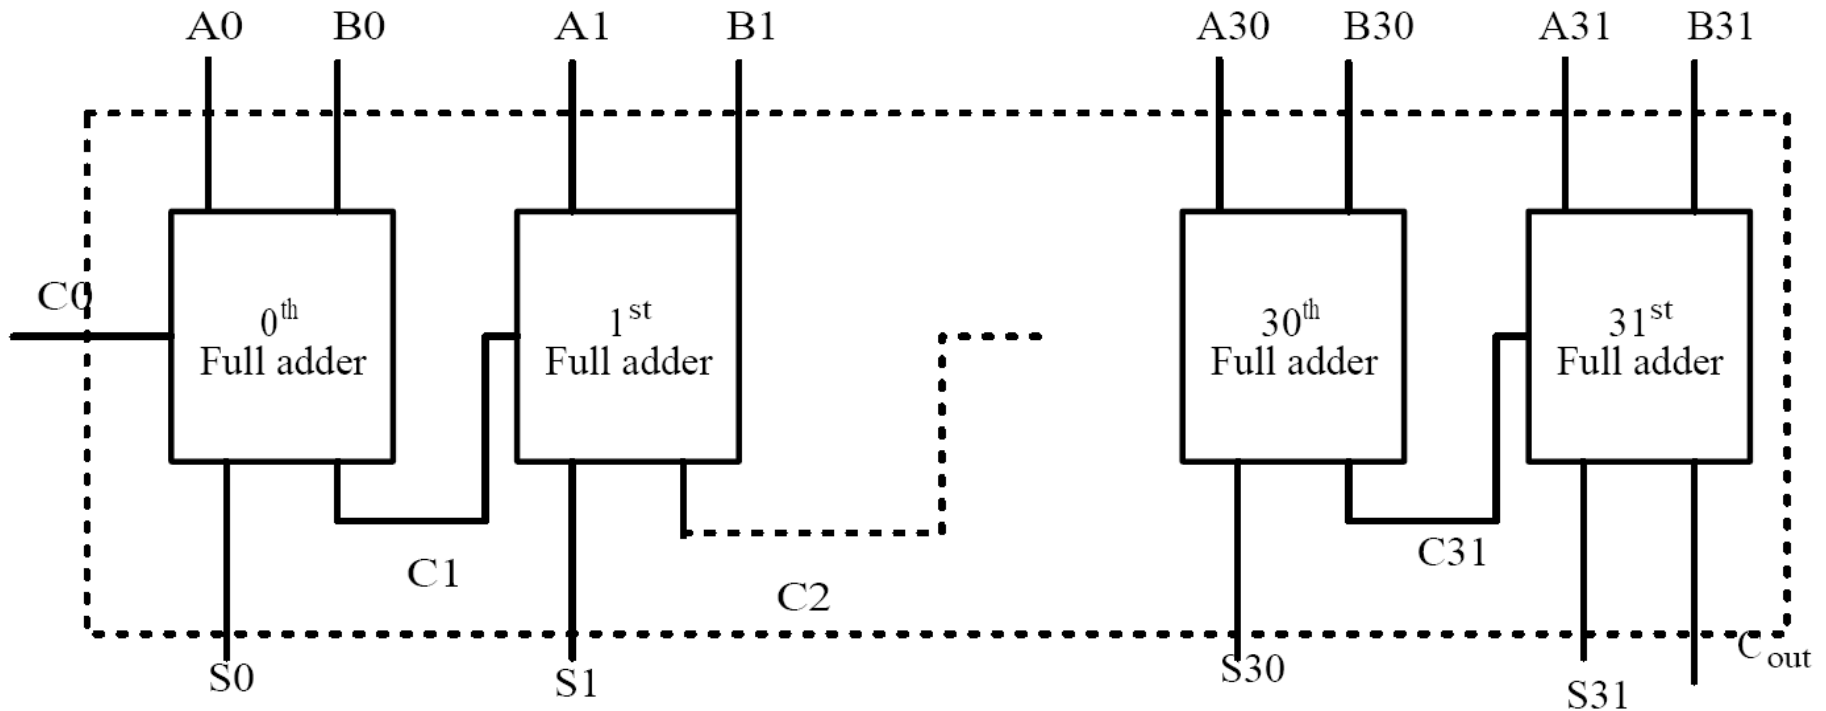 A0 B0 A1 B1 A30 B30 A31 B31
C0
0th Full adder
1st Full adder
30th Full adder
31st Full adder
C1
C2
C31
S0
S1
S30
S31
Cout